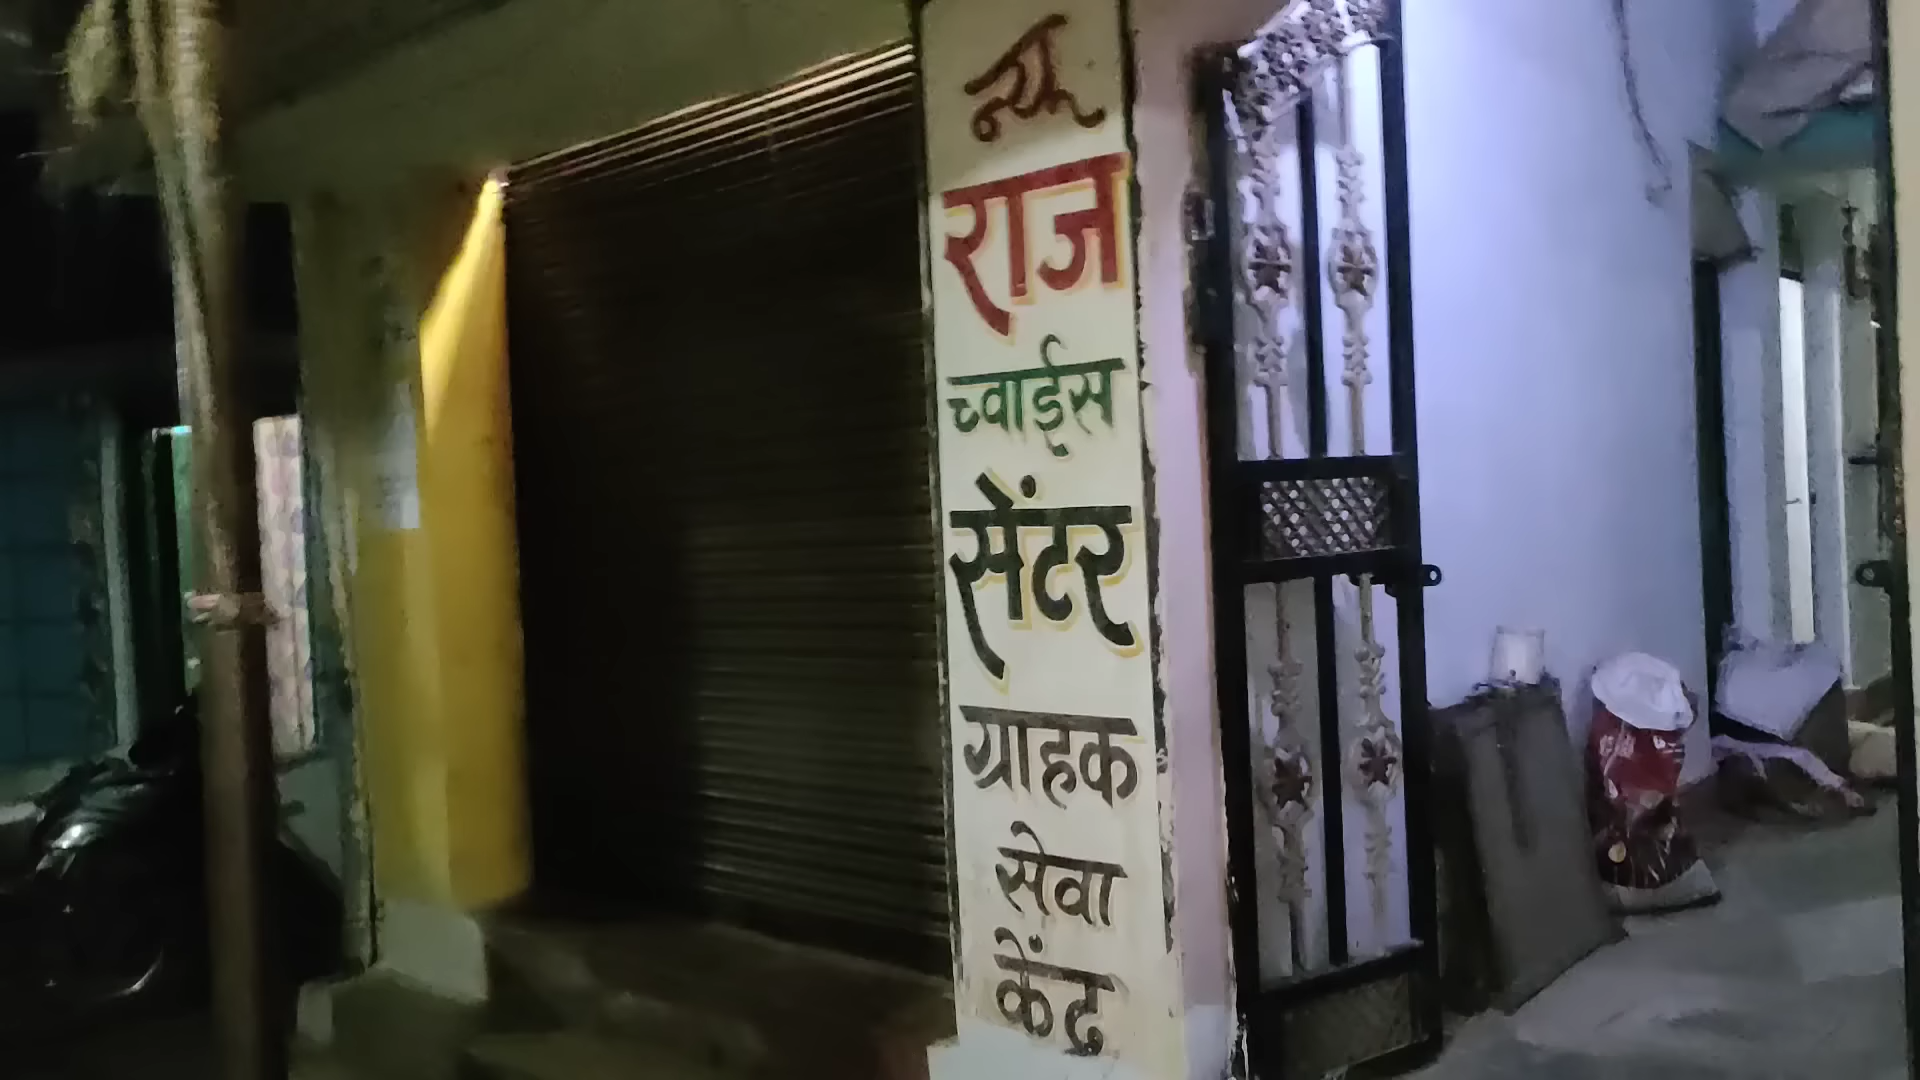 न्यू
राज
च्वाईस
सेंटर
ग्राहक
सेवा
केंद्र